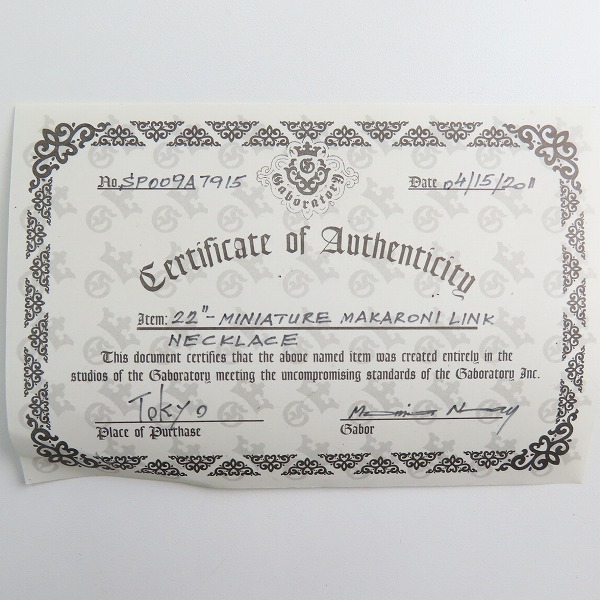 No. SP009A7915
G
Gaboratory
Date 04/15/2011
Certificate of Authenticity
Item: 22"- MINIATURE MAKARONI LINK
NECKLACE
This document certifies that the above named item was created entirely in the
studios of the Gaboratory meeting the uncompromising standards of the Gaboratory Inc.
TOKYO
Place of Purchase
Gabor